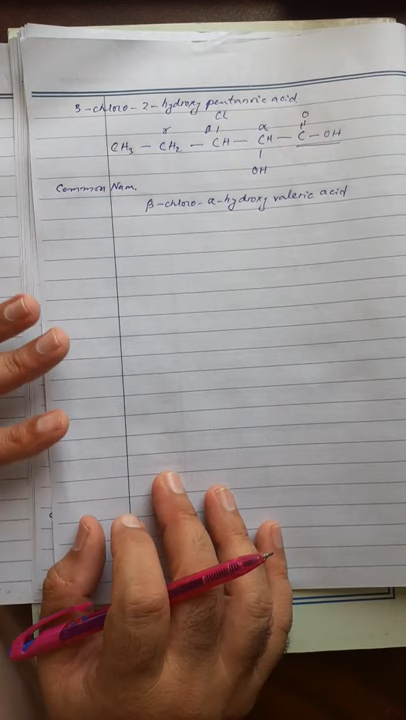 3-chloro-2-hydroxy pentanoic acid
Cl O
γ β α ||
CH3 — CH2 — CH — CH — C — OH
|
OH
Common Nam.
β-chloro-α-hydroxy valeric acid